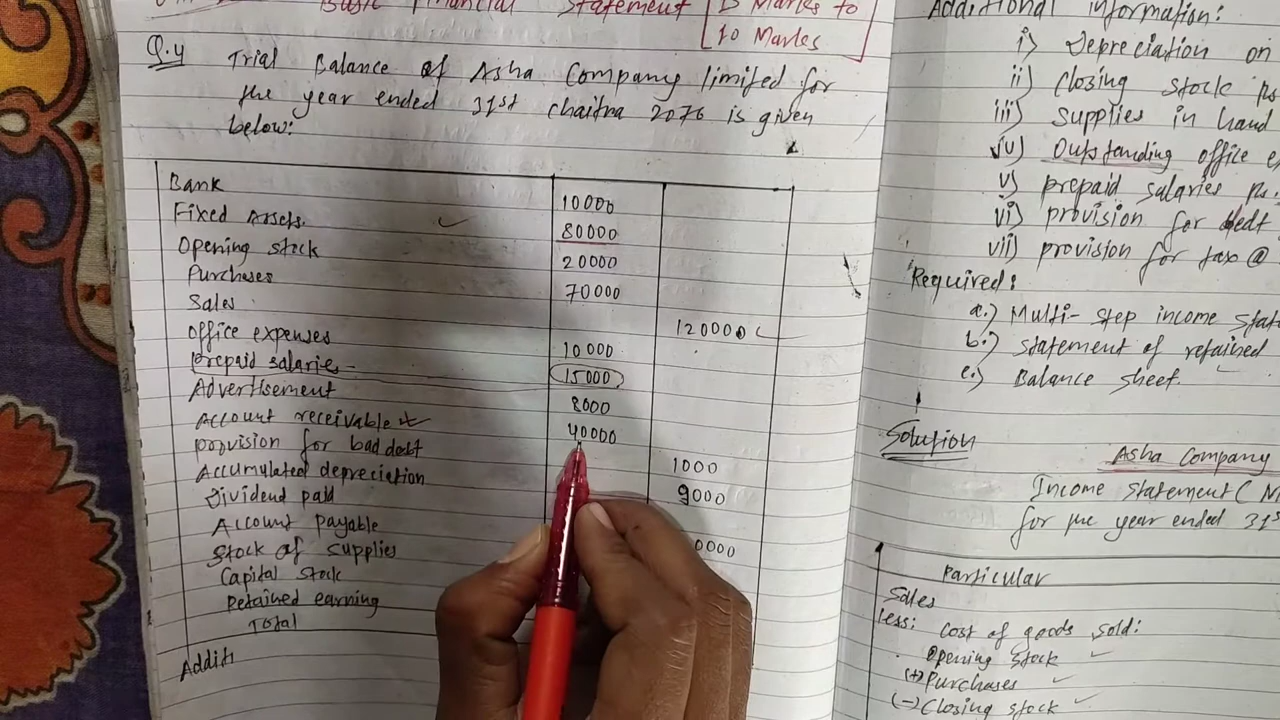 Basic Financial Statement [5 Marks to
10 Marks
Q.4 Trial Balance of Asha Company limited for
the year ended 31st chaitra 2076 is given
below:
Bank 10000
Fixed Assets 80000
Opening stock 20000
Purchases 70000
Sales 120000
Office expenses 10000
Prepaid salaries 15000
Advertisement 8000
Account receivable 40000
provision for bad debt 1000
Accumulated depreciation 9000
Dividend paid
Account payable 0000
Stock of supplies
Capital stock
Retained earning
Total
Additi
Additional information:
i) Depreciation on
ii) Closing stock Rs
iii) supplies in hand
iv) Outstanding office e
v) prepaid salaries Rs.
vi) provision for debt
vii) provision for tax @
Required:
a.) Multi-step income stat
b.) statement of retained
c.) Balance sheet.
Solution
Asha Company
Income statement (M
for the year ended 31s
Particular
Sales
less: Cost of goods sold:
Opening stock
(+) Purchases
(-) Closing stock